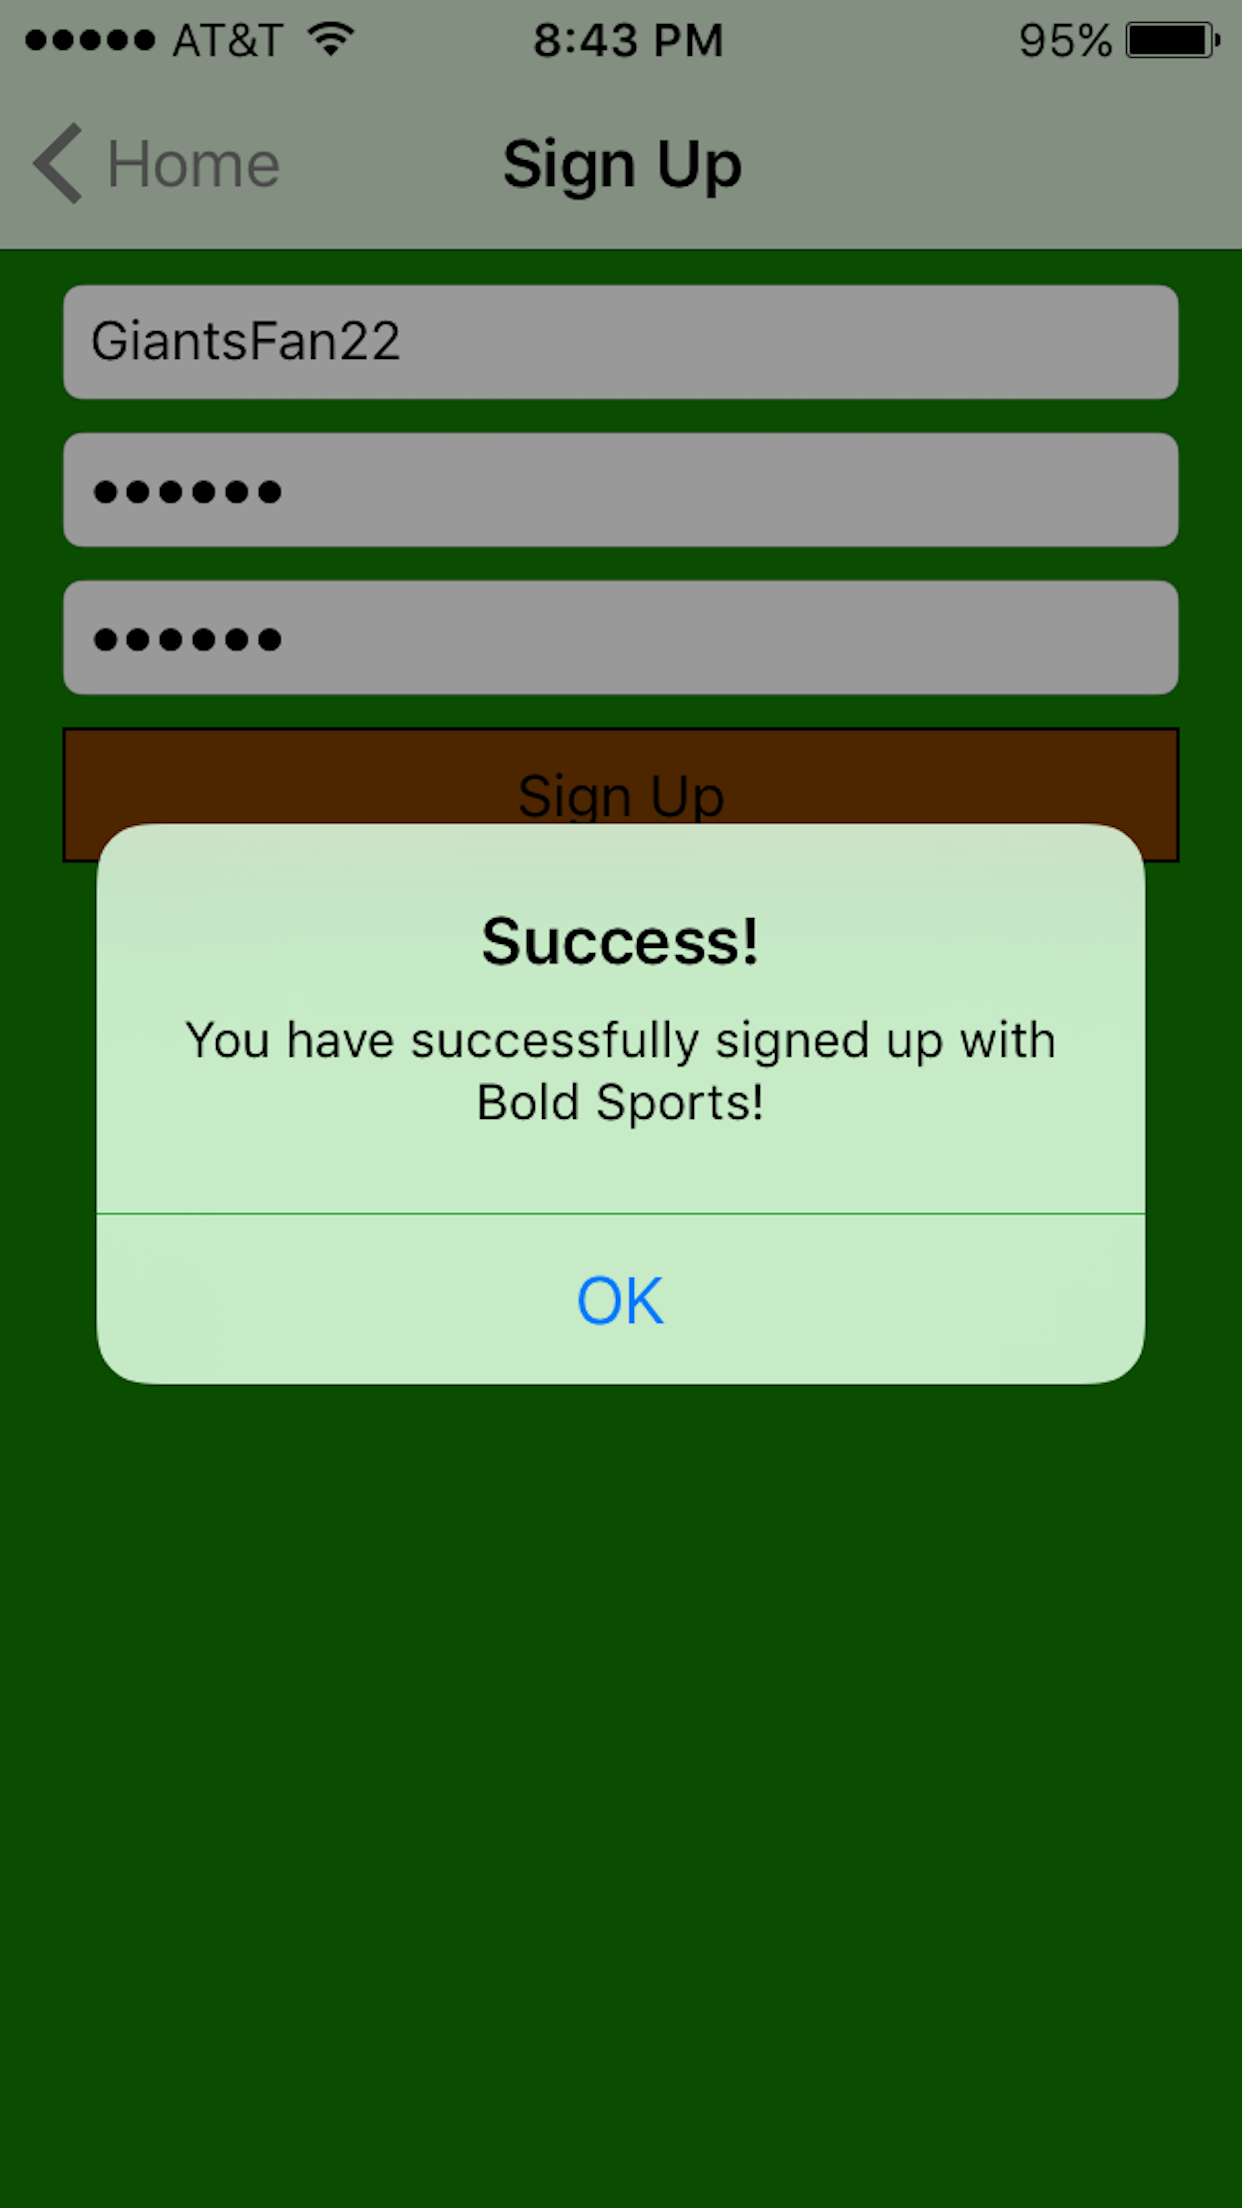 AT&T 8:43 PM 95%
Home Sign Up
GiantsFan22
••••••
••••••
Sign Up
Success!
You have successfully signed up with
Bold Sports!
OK